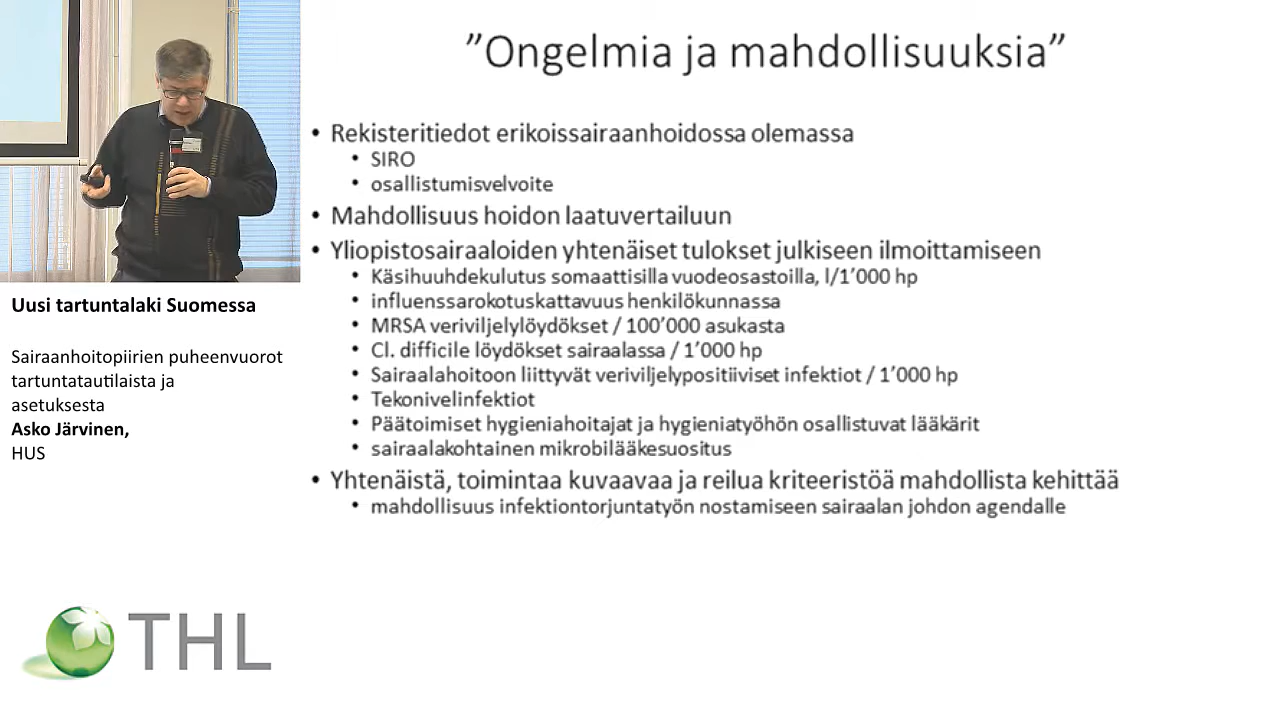 ”Ongelmia ja mahdollisuuksia”
• Rekisteritiedot erikoissairaanhoidossa olemassa
• SIRO
• osallistumisvelvoite
• Mahdollisuus hoidon laatuvertailuun
• Yliopistosairaaloiden yhtenäiset tulokset julkiseen ilmoittamiseen
• Käsihuuhdekulutus somaattisilla vuodeosastoilla, l/1’000 hp
• influenssarokotuskattavuus henkilökunnassa
• MRSA veriviljelylöydökset / 100’000 asukasta
• Cl. difficile löydökset sairaalassa / 1’000 hp
• Sairaalahoitoon liittyvät veriviljelypositiiviset infektiot / 1’000 hp
• Tekonivelinfektiot
• Päätoimiset hygieniahoitajat ja hygieniatyöhön osallistuvat lääkärit
• sairaalakohtainen mikrobilääkesuositus
• Yhtenäistä, toimintaa kuvaavaa ja reilua kriteeristöä mahdollista kehittää
• mahdollisuus infektiontorjuntatyön nostamiseen sairaalan johdon agendalle
Uusi tartuntalaki Suomessa
Sairaanhoitopiirien puheenvuorot
tartuntatautilaista ja
asetuksesta
Asko Järvinen,
HUS
THL